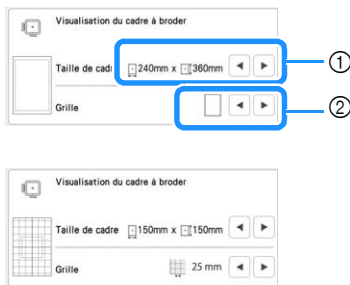 Visualisation du cadre à broder
Taille de cadr 240mm x 360mm
①
Grille
②
Visualisation du cadre à broder
Taille de cadre 150mm x 150mm
Grille 25 mm